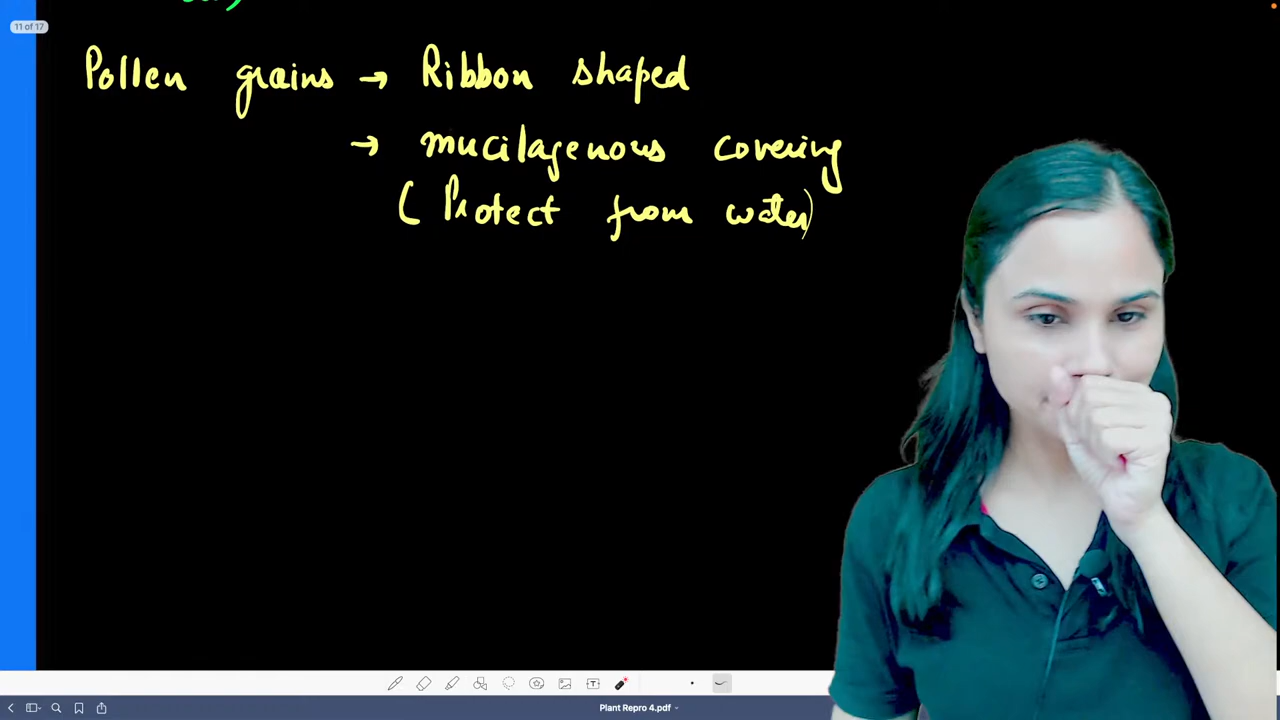 11 of 17
Pollen grains → Ribbon shaped
→ mucilagenous covering
(Protect from water)
Plant Repro 4.pdf